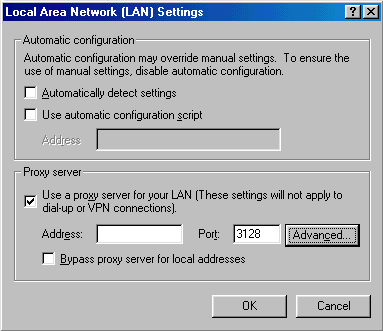 Local Area Network (LAN) Settings
Automatic configuration
Automatic configuration may override manual settings.  To ensure the
use of manual settings, disable automatic configuration.
Automatically detect settings
Use automatic configuration script
Address
Proxy server
Use a proxy server for your LAN (These settings will not apply to
dial-up or VPN connections).
Address: Port: 3128 Advanced...
Bypass proxy server for local addresses
OK Cancel